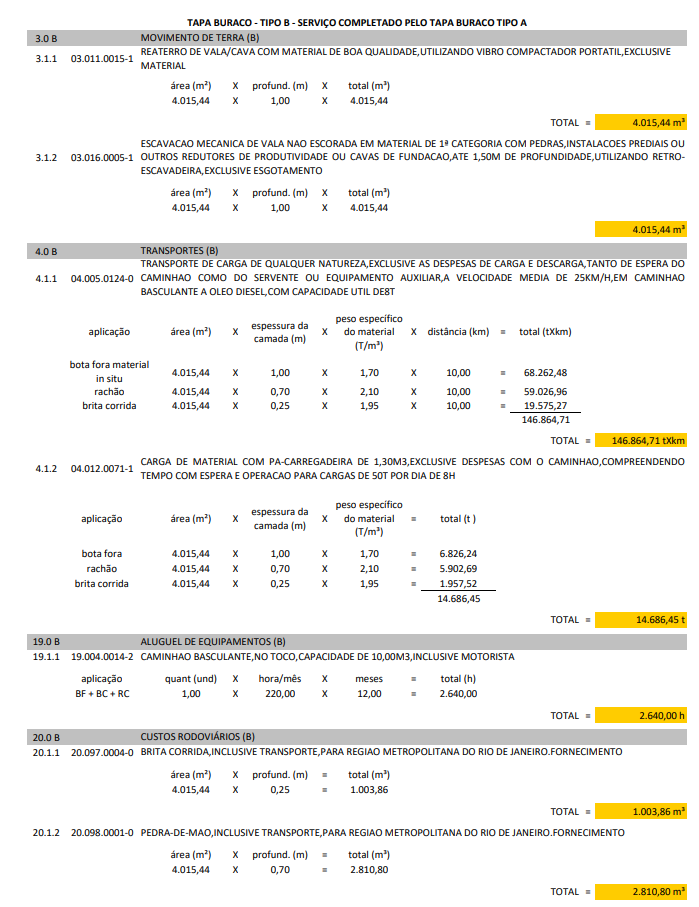 TAPA BURACO - TIPO B - SERVIÇO COMPLETADO PELO TAPA BURACO TIPO A
3.0 B MOVIMENTO DE TERRA (B)
3.1.1 03.011.0015-1 REATERRO DE VALA/CAVA COM MATERIAL DE BOA QUALIDADE,UTILIZANDO VIBRO COMPACTADOR PORTATIL,EXCLUSIVE
MATERIAL
área (m²) X profund. (m) X total (m³)
4.015,44 X 1,00 X 4.015,44
TOTAL = 4.015,44 m³
3.1.2 03.016.0005-1 ESCAVACAO MECANICA DE VALA NAO ESCORADA EM MATERIAL DE 1ª CATEGORIA COM PEDRAS,INSTALACOES PREDIAIS OU
OUTROS REDUTORES DE PRODUTIVIDADE OU CAVAS DE FUNDACAO,ATE 1,50M DE PROFUNDIDADE,UTILIZANDO RETRO-
ESCAVADEIRA,EXCLUSIVE ESGOTAMENTO
área (m²) X profund. (m) X total (m³)
4.015,44 X 1,00 X 4.015,44
4.015,44 m³
4.0 B TRANSPORTES (B)
4.1.1 04.005.0124-0 TRANSPORTE DE CARGA DE QUALQUER NATUREZA,EXCLUSIVE AS DESPESAS DE CARGA E DESCARGA,TANTO DE ESPERA DO
CAMINHAO COMO DO SERVENTE OU EQUIPAMENTO AUXILIAR,A VELOCIDADE MEDIA DE 25KM/H,EM CAMINHAO
BASCULANTE A OLEO DIESEL,COM CAPACIDADE UTIL DE8T
aplicação área (m²) X espessura da camada (m) X peso específico do material (T/m³) X distância (km) = total (tXkm)
bota fora material in situ 4.015,44 X 1,00 X 1,70 X 10,00 = 68.262,48
rachão 4.015,44 X 0,70 X 2,10 X 10,00 = 59.026,96
brita corrida 4.015,44 X 0,25 X 1,95 X 10,00 = 19.575,27
146.864,71
TOTAL = 146.864,71 tXkm
4.1.2 04.012.0071-1 CARGA DE MATERIAL COM PA-CARREGADEIRA DE 1,30M3,EXCLUSIVE DESPESAS COM O CAMINHAO,COMPREENDENDO
TEMPO COM ESPERA E OPERACAO PARA CARGAS DE 50T POR DIA DE 8H
aplicação área (m²) X espessura da camada (m) X peso específico do material (T/m³) = total (t )
bota fora 4.015,44 X 1,00 X 1,70 = 6.826,24
rachão 4.015,44 X 0,70 X 2,10 = 5.902,69
brita corrida 4.015,44 X 0,25 X 1,95 = 1.957,52
14.686,45
TOTAL = 14.686,45 t
19.0 B ALUGUEL DE EQUIPAMENTOS (B)
19.1.1 19.004.0014-2 CAMINHAO BASCULANTE,NO TOCO,CAPACIDADE DE 10,00M3,INCLUSIVE MOTORISTA
aplicação quant (und) X hora/mês X meses = total (h)
BF + BC + RC 1,00 X 220,00 X 12,00 = 2.640,00
TOTAL = 2.640,00 h
20.0 B CUSTOS RODOVIÁRIOS (B)
20.1.1 20.097.0004-0 BRITA CORRIDA,INCLUSIVE TRANSPORTE,PARA REGIAO METROPOLITANA DO RIO DE JANEIRO.FORNECIMENTO
área (m²) X profund. (m) = total (m³)
4.015,44 X 0,25 = 1.003,86
TOTAL = 1.003,86 m³
20.1.2 20.098.0001-0 PEDRA-DE-MAO,INCLUSIVE TRANSPORTE,PARA REGIAO METROPOLITANA DO RIO DE JANEIRO.FORNECIMENTO
área (m²) X profund. (m) = total (m³)
4.015,44 X 0,70 = 2.810,80
TOTAL = 2.810,80 m³